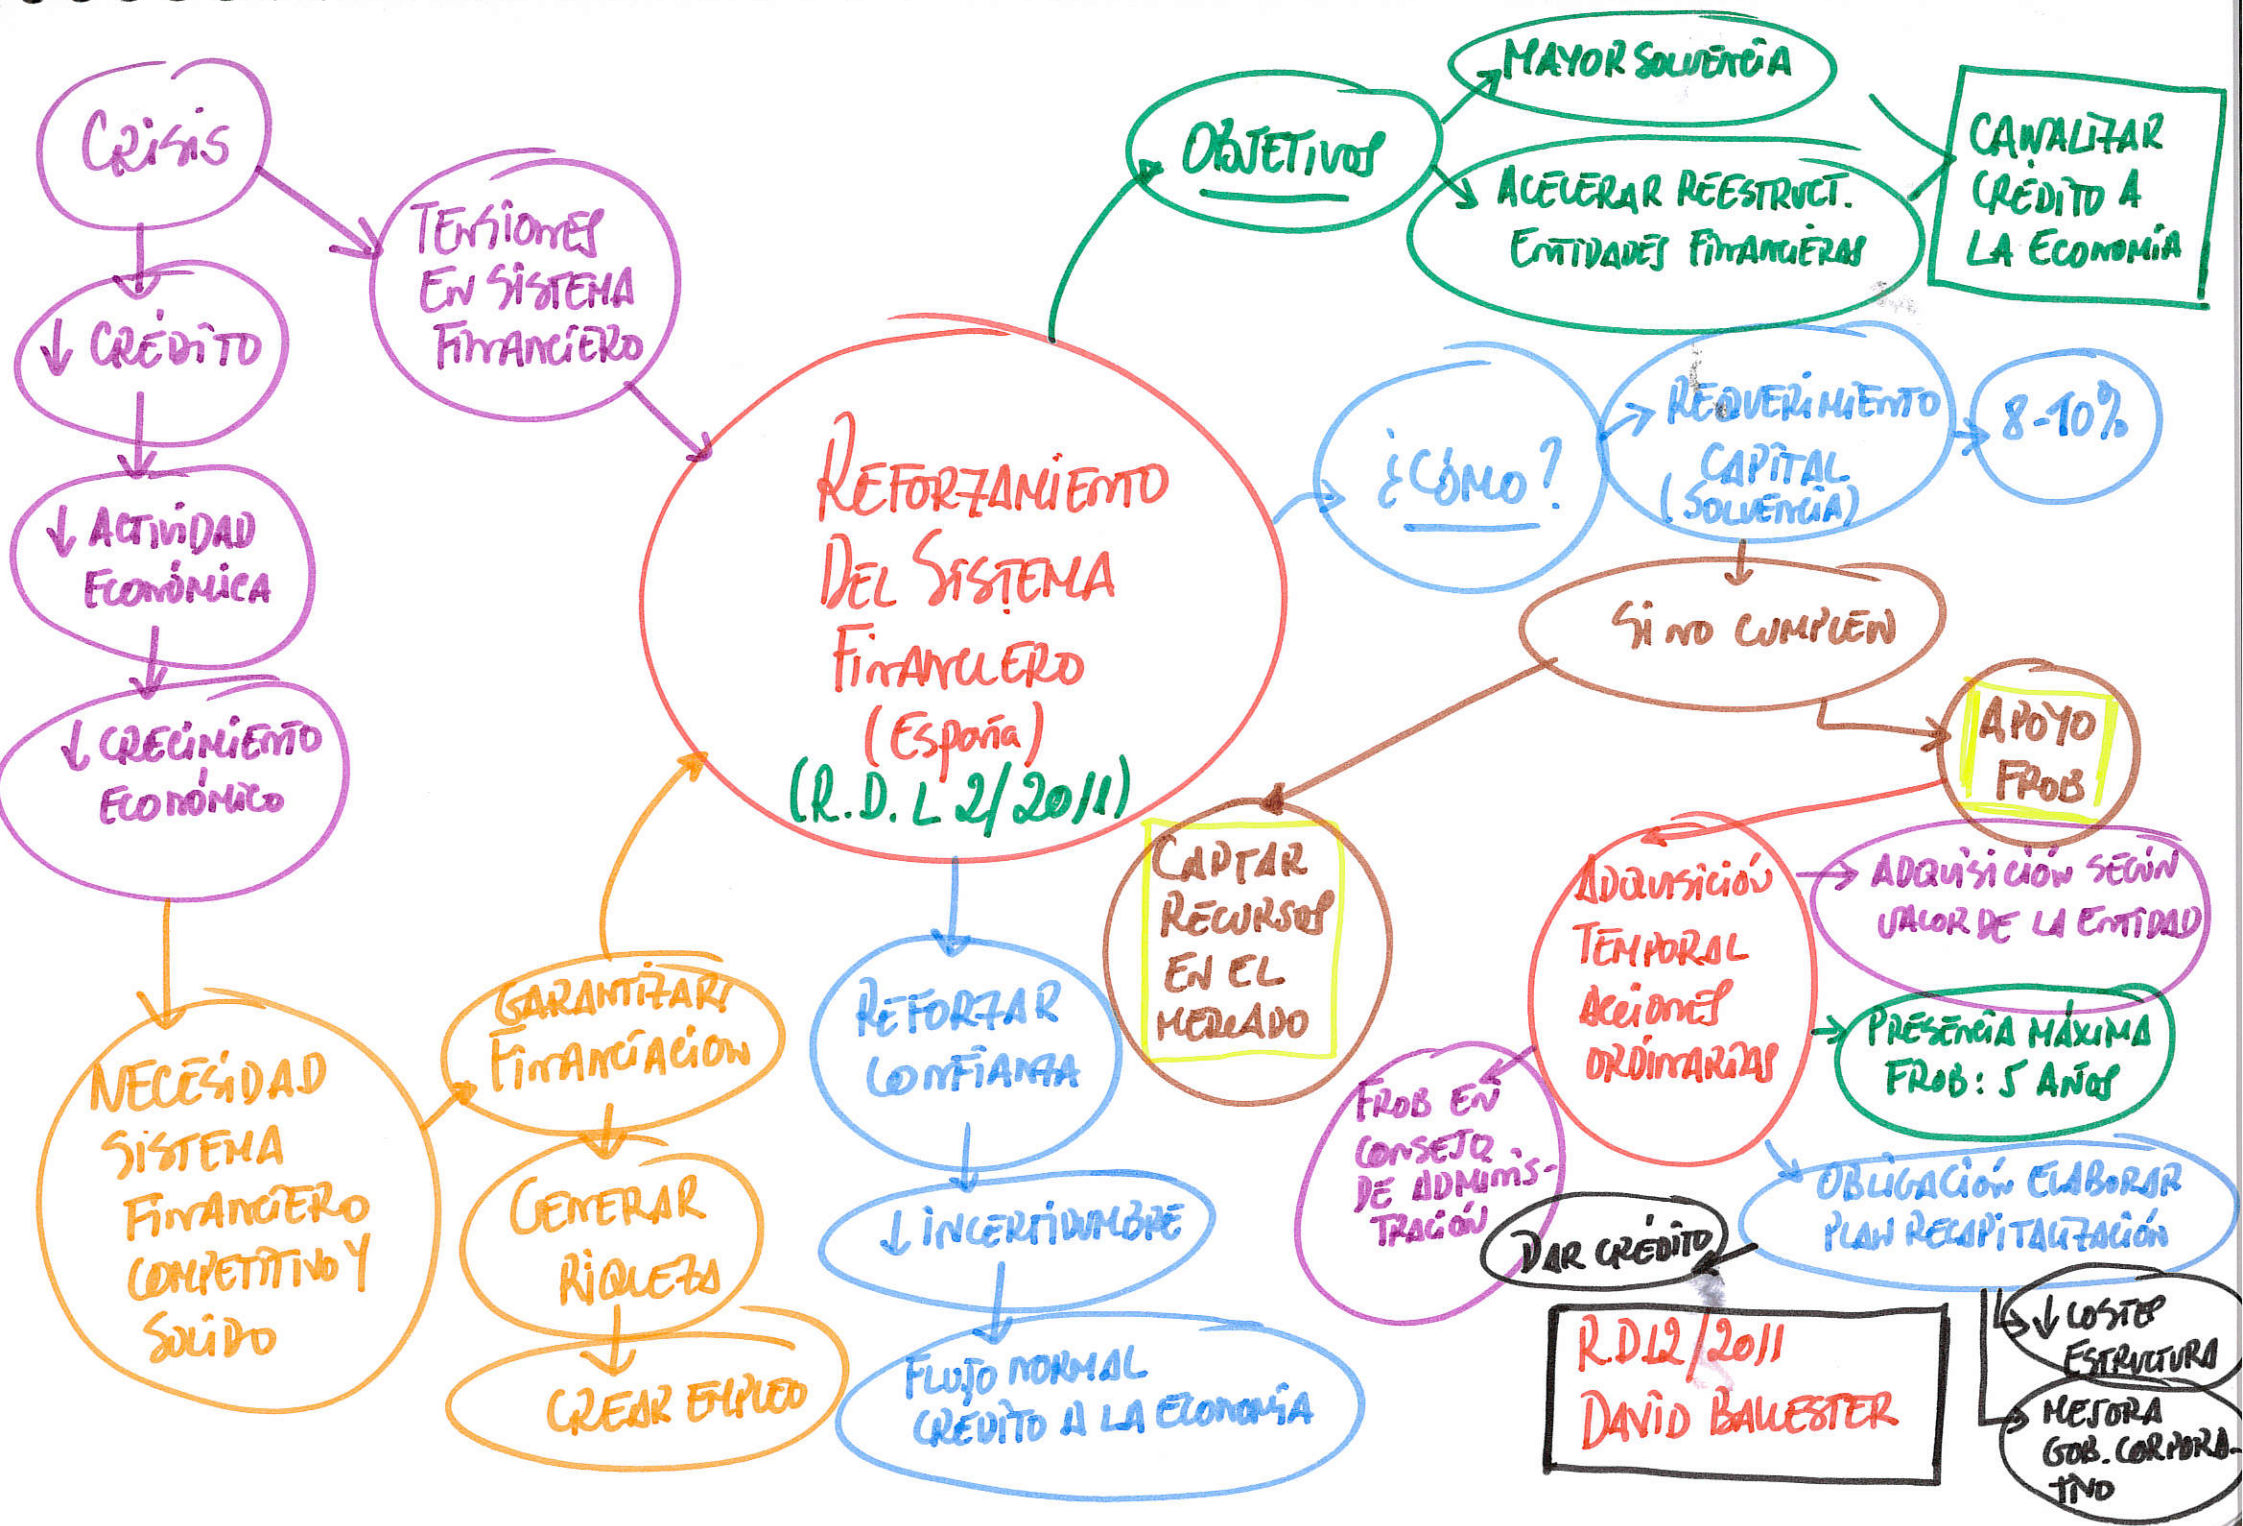 Crisis
↓ CRÉDITO
↓ ACTIVIDAD
ECONÓMICA
↓ CRECIMIENTO
ECONÓMICO
NECESIDAD
SISTEMA
FINANCIERO
COMPETITIVO Y
SOLIDO
TENSIONES
EN SISTEMA
FINANCIERO
GARANTIZAR
FINANCIACION
GENERAR
RIQUEZA
CREAR EMPLEO
REFORZAMIENTO
DEL SISTEMA
FINANCIERO
(España)
(R.D.L 2/2011)
REFORZAR
CONFIANZA
↓ INCERTIDUMBRE
FLUJO NORMAL
CRÉDITO A LA ECONOMÍA
OBJETIVOS
MAYOR SOLVENCIA
ACELERAR REESTRUCT.
ENTIDADES FINANCIERAS
CANALIZAR
CRÉDITO A
LA ECONOMÍA
¿CÓMO?
REQUERIMIENTO
CAPITAL
(SOLVENCIA)
8-10%
SI NO CUMPLEN
CAPTAR
RECURSOS
EN EL
MERCADO
APOYO
FROB
ADQUISICIÓN
TEMPORAL
ACCIONES
ORDINARIAS
ADQUISICIÓN SEGÚN
VALOR DE LA ENTIDAD
PRESENCIA MÁXIMA
FROB: 5 AÑOS
FROB EN
CONSEJO
DE ADMINIS-
TRACIÓN
OBLIGACIÓN ELABORAR
PLAN RECAPITALIZACIÓN
DAR CRÉDITO
↓ COSTES
ESTRUCTURA
MEJORA
GOB. CORPORA-
TIVO
R.DL2/2011
DAVID BALLESTER